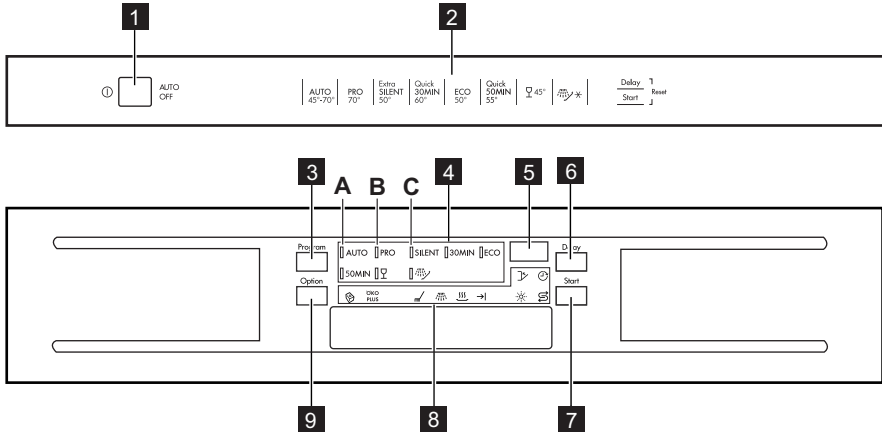 1
2
AUTO
OFF
AUTO
45°-70°
PRO
70°
Extra
SILENT
50°
Quick
30MIN
60°
ECO
50°
Quick
50MIN
55°
45°
Delay
Start
Reset
3
A B C
4
5
6
Program
Delay
AUTO PRO SILENT 30MIN ECO
50MIN
Option
Start
ÖKO
PLUS
9
8
7